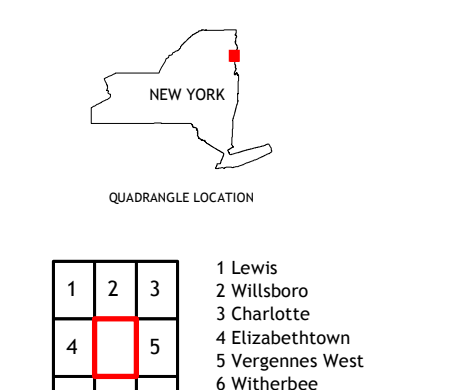 NEW YORK
QUADRANGLE LOCATION
1 2 3
4 5
1 Lewis
2 Willsboro
3 Charlotte
4 Elizabethtown
5 Vergennes West
6 Witherbee